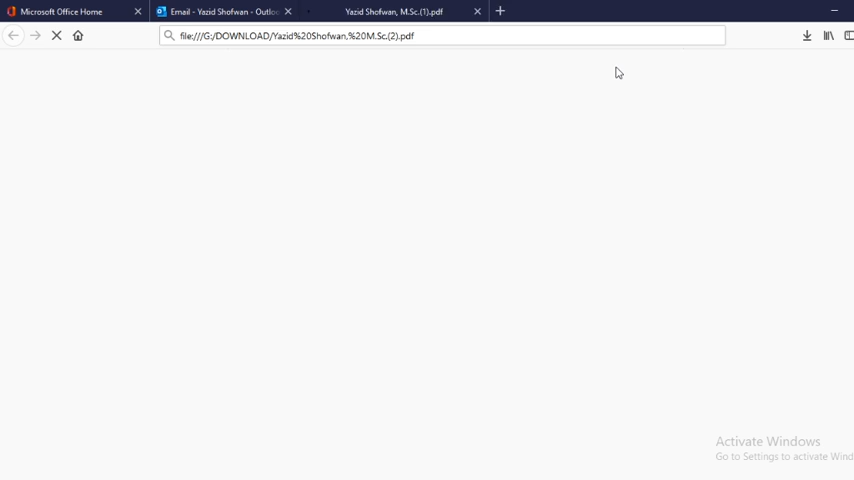 Microsoft Office Home
Email - Yazid Shofwan - Outloo
Yazid Shofwan, M.Sc.(1).pdf
file:///G:/DOWNLOAD/Yazid%20Shofwan,%20M.Sc.(2).pdf
Activate Windows
Go to Settings to activate Wind